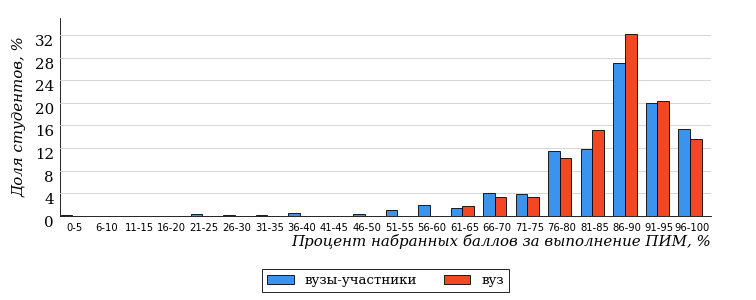 Доля студентов, %
32
28
24
20
16
12
8
4
0
0-5 6-10 11-15 16-20 21-25 26-30 31-35 36-40 41-45 46-50 51-55 56-60 61-65 66-70 71-75 76-80 81-85 86-90 91-95 96-100
Процент набранных баллов за выполнение ПИМ, %
вузы-участники вуз